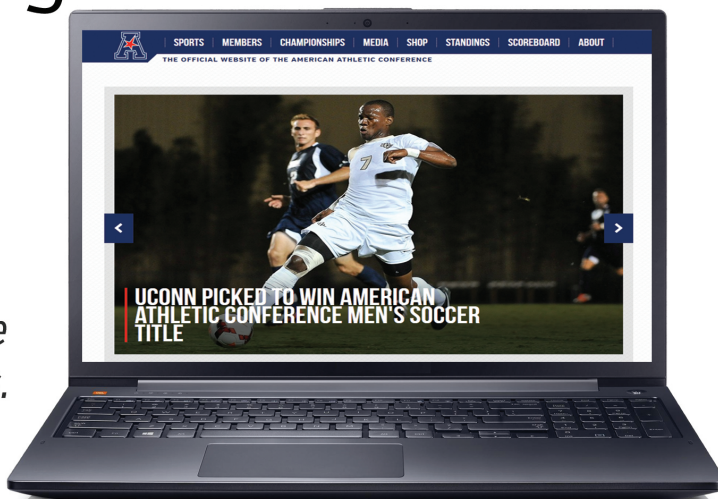 SPORTS | MEMBERS | CHAMPIONSHIPS | MEDIA | SHOP | STANDINGS | SCOREBOARD | ABOUT |
THE OFFICIAL WEBSITE OF THE AMERICAN ATHLETIC CONFERENCE
7
UCONN PICKED TO WIN AMERICAN
ATHLETIC CONFERENCE MEN'S SOCCER
TITLE